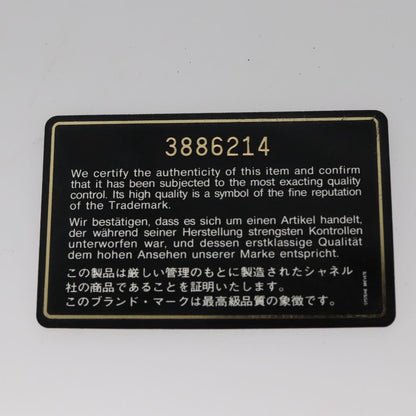 3886214
We certify the authenticity of this item and confirm
that it has been subjected to the most exacting quality
control. Its high quality is a symbol of the fine reputation
of the Trademark.
Wir bestätigen, dass es sich um einen Artikel handelt,
der während seiner Herstellung strengsten Kontrollen
unterworfen war, und dessen erstklassige Qualität
dem hohen Ansehen unserer Marke entspricht.
この製品は厳しい管理のもとに製造されたシャネル
社の商品であることを証明いたします。
このブランド・マークは最高級品質の象徴です。